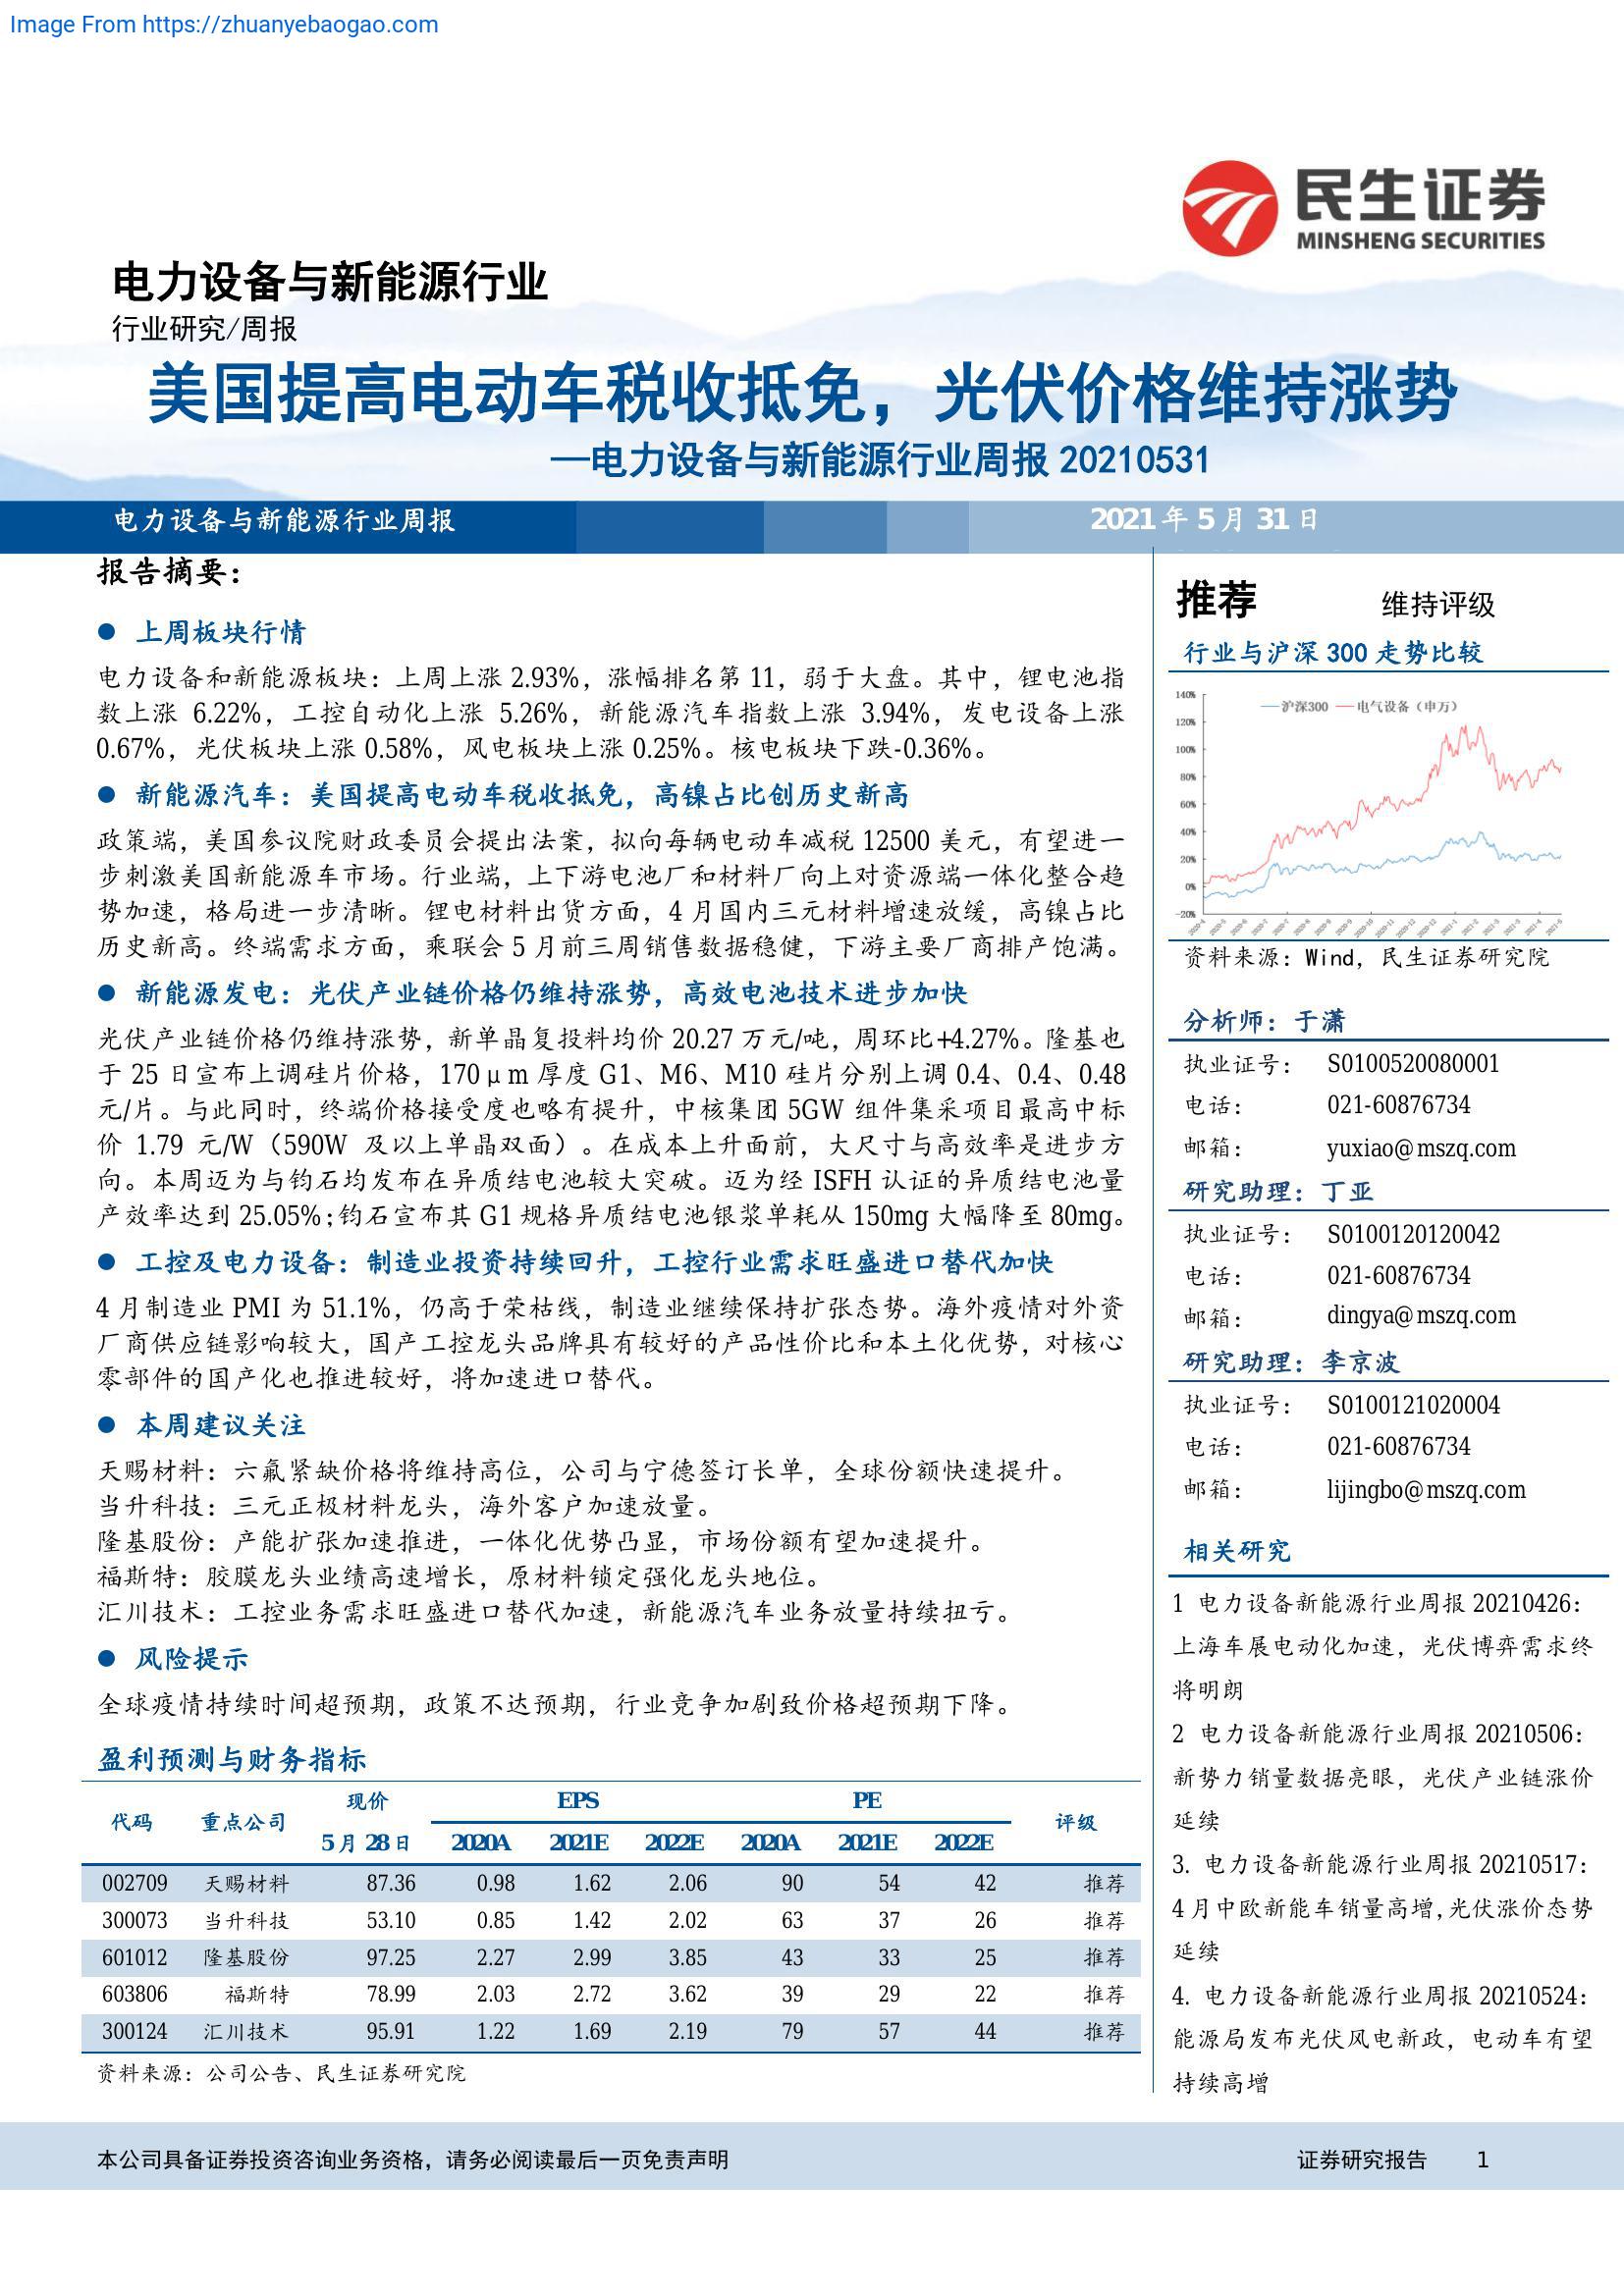 Image From https://zhuanyebaogao.com
民生证券
MINSHENG SECURITIES
电力设备与新能源行业
行业研究/周报
美国提高电动车税收抵免，光伏价格维持涨势
—电力设备与新能源行业周报 20210531
电力设备与新能源行业周报
2021 年 5 月 31 日
报告摘要：
● 上周板块行情
电力设备和新能源板块：上周上涨 2.93%，涨幅排名第 11，弱于大盘。其中，锂电池指
数上涨 6.22%，工控自动化上涨 5.26%，新能源汽车指数上涨 3.94%，发电设备上涨
0.67%，光伏板块上涨 0.58%，风电板块上涨 0.25%。核电板块下跌-0.36%。
● 新能源汽车：美国提高电动车税收抵免，高镍占比创历史新高
政策端，美国参议院财政委员会提出法案，拟向每辆电动车减税 12500 美元，有望进一
步刺激美国新能源车市场。行业端，上下游电池厂和材料厂向上对资源端一体化整合趋
势加速，格局进一步清晰。锂电材料出货方面，4 月国内三元材料增速放缓，高镍占比
历史新高。终端需求方面，乘联会 5 月前三周销售数据稳健，下游主要厂商排产饱满。
● 新能源发电：光伏产业链价格仍维持涨势，高效电池技术进步加快
光伏产业链价格仍维持涨势，新单晶复投料均价 20.27 万元/吨，周环比+4.27%。隆基也
于 25 日宣布上调硅片价格，170μm 厚度 G1、M6、M10 硅片分别上调 0.4、0.4、0.48
元/片。与此同时，终端价格接受度也略有提升，中核集团 5GW 组件集采项目最高中标
价 1.79 元/W（590W 及以上单晶双面）。在成本上升面前，大尺寸与高效率是进步方
向。本周迈为与钧石均发布在异质结电池较大突破。迈为经 ISFH 认证的异质结电池量
产效率达到 25.05%；钧石宣布其 G1 规格异质结电池银浆单耗从 150mg 大幅降至 80mg。
● 工控及电力设备：制造业投资持续回升，工控行业需求旺盛进口替代加快
4 月制造业 PMI 为 51.1%，仍高于荣枯线，制造业继续保持扩张态势。海外疫情对外资
厂商供应链影响较大，国产工控龙头品牌具有较好的产品性价比和本土化优势，对核心
零部件的国产化也推进较好，将加速进口替代。
● 本周建议关注
天赐材料：六氟紧缺价格将维持高位，公司与宁德签订长单，全球份额快速提升。
当升科技：三元正极材料龙头，海外客户加速放量。
隆基股份：产能扩张加速推进，一体化优势凸显，市场份额有望加速提升。
福斯特：胶膜龙头业绩高速增长，原材料锁定强化龙头地位。
汇川技术：工控业务需求旺盛进口替代加速，新能源汽车业务放量持续扭亏。
● 风险提示
全球疫情持续时间超预期，政策不达预期，行业竞争加剧致价格超预期下降。
盈利预测与财务指标
代码 重点公司 现价 EPS PE 评级
5 月 28 日 2020A 2021E 2022E 2020A 2021E 2022E
002709 天赐材料 87.36 0.98 1.62 2.06 90 54 42 推荐
300073 当升科技 53.10 0.85 1.42 2.02 63 37 26 推荐
601012 隆基股份 97.25 2.27 2.99 3.85 43 33 25 推荐
603806 福斯特 78.99 2.03 2.72 3.62 39 29 22 推荐
300124 汇川技术 95.91 1.22 1.69 2.19 79 57 44 推荐
资料来源：公司公告、民生证券研究院
推荐 维持评级
行业与沪深 300 走势比较
沪深300 电气设备（申万）
140%
120%
100%
80%
60%
40%
20%
0%
-20%
资料来源：Wind，民生证券研究院
分析师：于潇
执业证号： S0100520080001
电话： 021-60876734
邮箱： yuxiao@mszq.com
研究助理：丁亚
执业证号： S0100120120042
电话： 021-60876734
邮箱： dingya@mszq.com
研究助理：李京波
执业证号： S0100121020004
电话： 021-60876734
邮箱： lijingbo@mszq.com
相关研究
1 电力设备新能源行业周报 20210426：
上海车展电动化加速，光伏博弈需求终
将明朗
2 电力设备新能源行业周报 20210506：
新势力销量数据亮眼，光伏产业链涨价
延续
3. 电力设备新能源行业周报 20210517：
4 月中欧新能车销量高增,光伏涨价态势
延续
4. 电力设备新能源行业周报 20210524：
能源局发布光伏风电新政，电动车有望
持续高增
本公司具备证券投资咨询业务资格，请务必阅读最后一页免责声明
证券研究报告 1